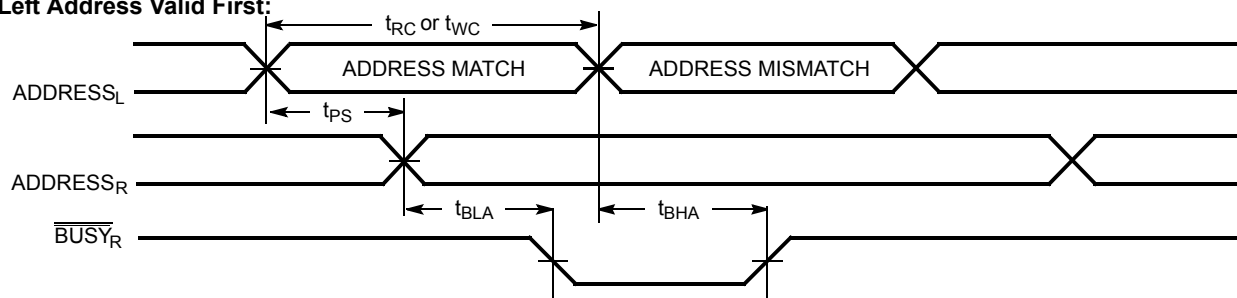 Left Address Valid First:
tRC or tWC
ADDRESS MATCH
ADDRESS MISMATCH
ADDRESSL
tPS
ADDRESSR
tBLA
tBHA
BUSYR